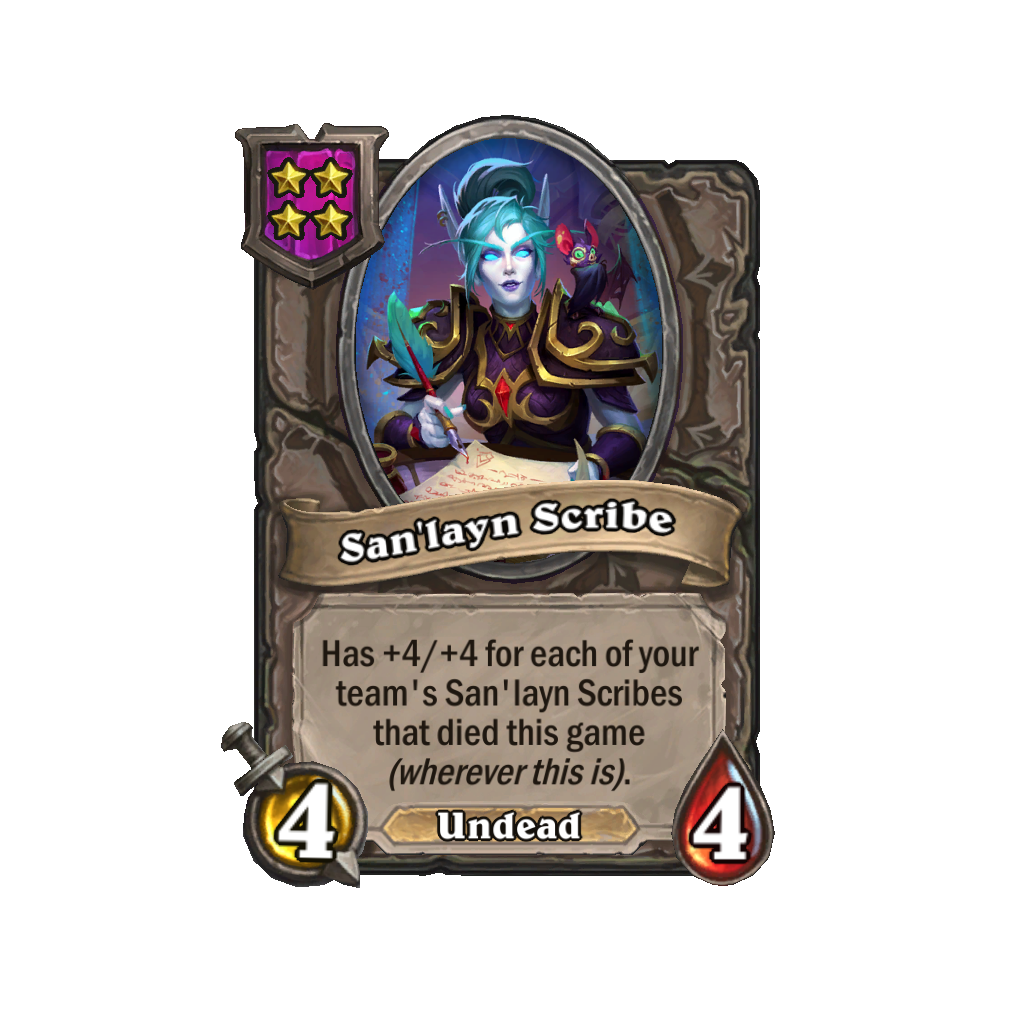 San'layn Scribe
Has +4/+4 for each of your
team's San'layn Scribes
that died this game
(wherever this is).
4
Undead
4